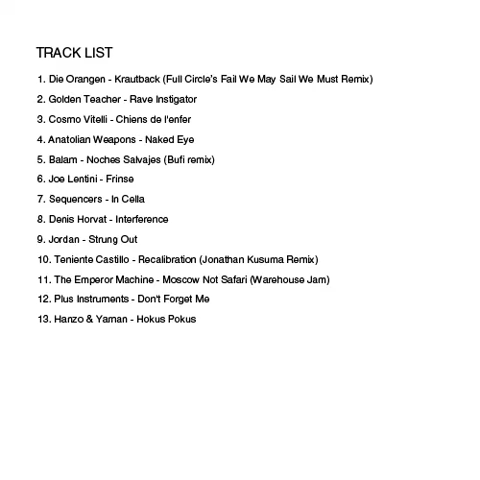 TRACK LIST
1. Die Orangen - Krautback (Full Circle's Fail We May Sail We Must Remix)
2. Golden Teacher - Rave Instigator
3. Cosmo Vitelli - Chiens de l'enfer
4. Anatolian Weapons - Naked Eye
5. Balam - Noches Salvajes (Bufi remix)
6. Joe Lentini - Frinse
7. Sequencers - In Cella
8. Denis Horvat - Interference
9. Jordan - Strung Out
10. Teniente Castillo - Recalibration (Jonathan Kusuma Remix)
11. The Emperor Machine - Moscow Not Safari (Warehouse Jam)
12. Plus Instruments - Don't Forget Me
13. Hanzo & Yaman - Hokus Pokus